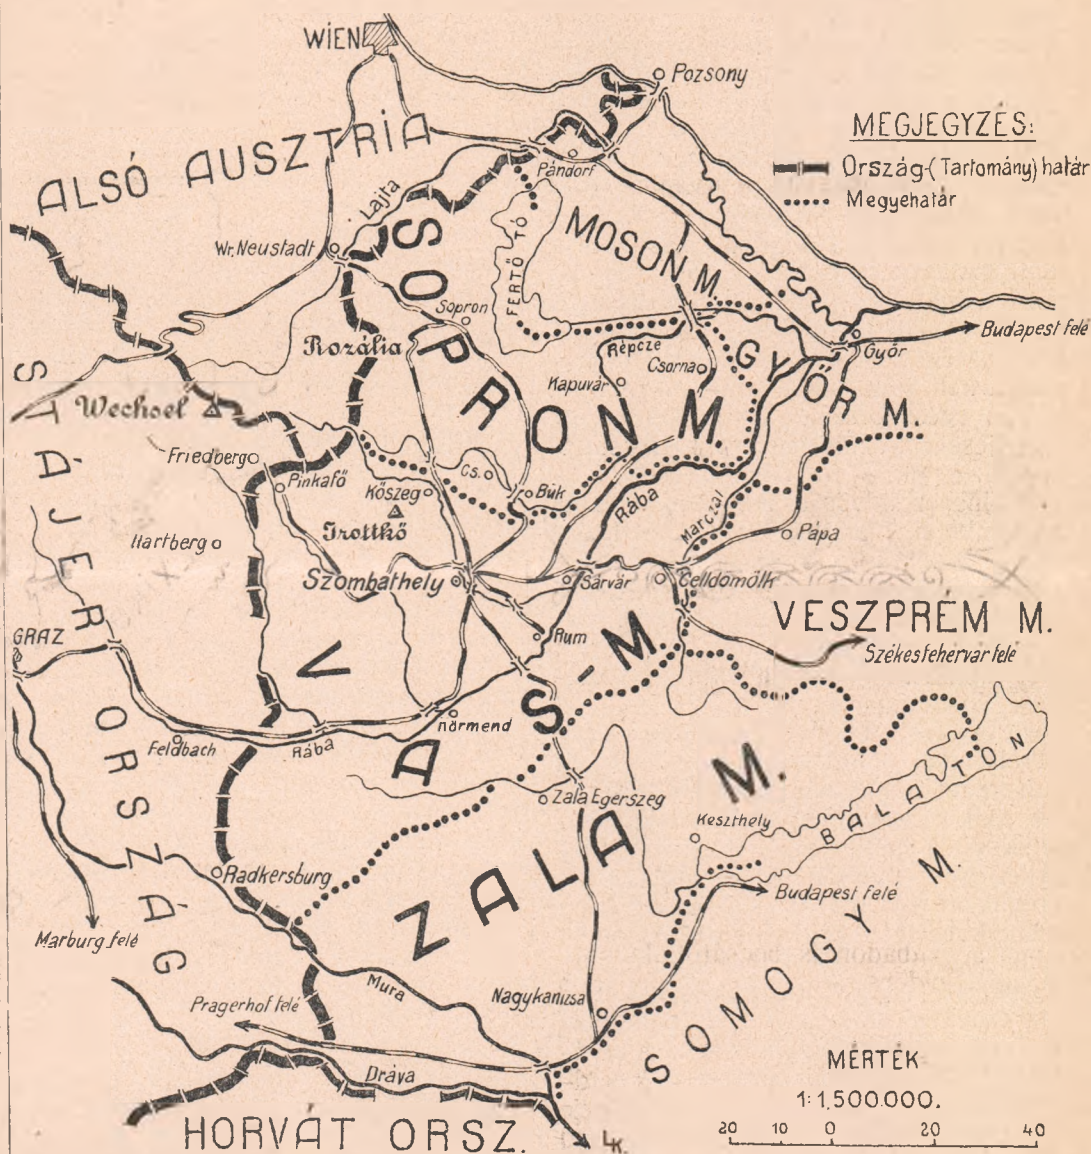 WIEN
Pozsony
MEGJEGYZÉS:
Ország-(Tartomány) határ
Megyehatár
ALSÓ AUSZTRIA
Pándorf
Lajta
Wr. Neustadt
SOPRON M.
FERTŐ TÓ
MOSON M.
Sopron
Budapest felé
Rozália
Répcze
Csorna
Győr
GYŐR M.
Kapuvár
Wechsel
STÁJER ORSZÁG
Friedberg
Pinkafő
Kőszeg
Cs.
Bük
Rába
Irottkő
Marczal
Pápa
Hartberg
Szombathely
Sárvár
Celldömölk
VESZPRÉM M.
GRAZ
Rum
Székesfehérvár felé
VAS-M.
Körmend
Feldbach
Rába
Zala Egerszeg
ZALA M.
Keszthely
BALATON
Radkersburg
Budapest felé
Marburg felé
SOMOGY M.
Mura
Nagykanizsa
Pragerhof felé
Dráva
MÉRTÉK
1:1,500.000.
HORVÁT ORSZ.
L.K.
20 10 0 20 40